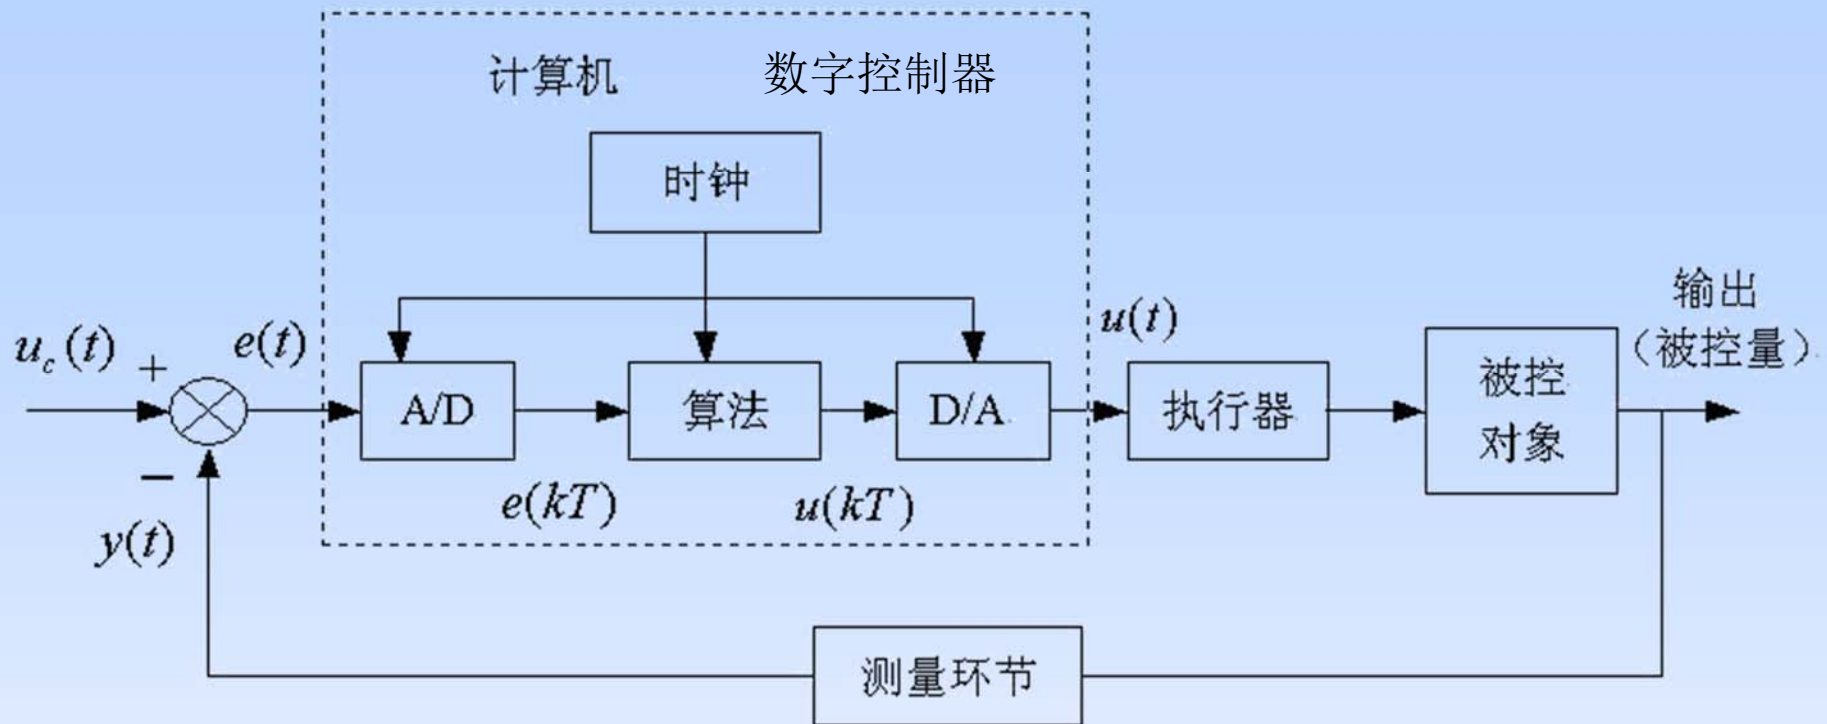 计算机 数字控制器
时钟
输出
(被控量)
u_c(t)
+
e(t)
u(t)
A/D
算法
D/A
执行器
被控
对象
−
e(kT)
u(kT)
y(t)
测量环节